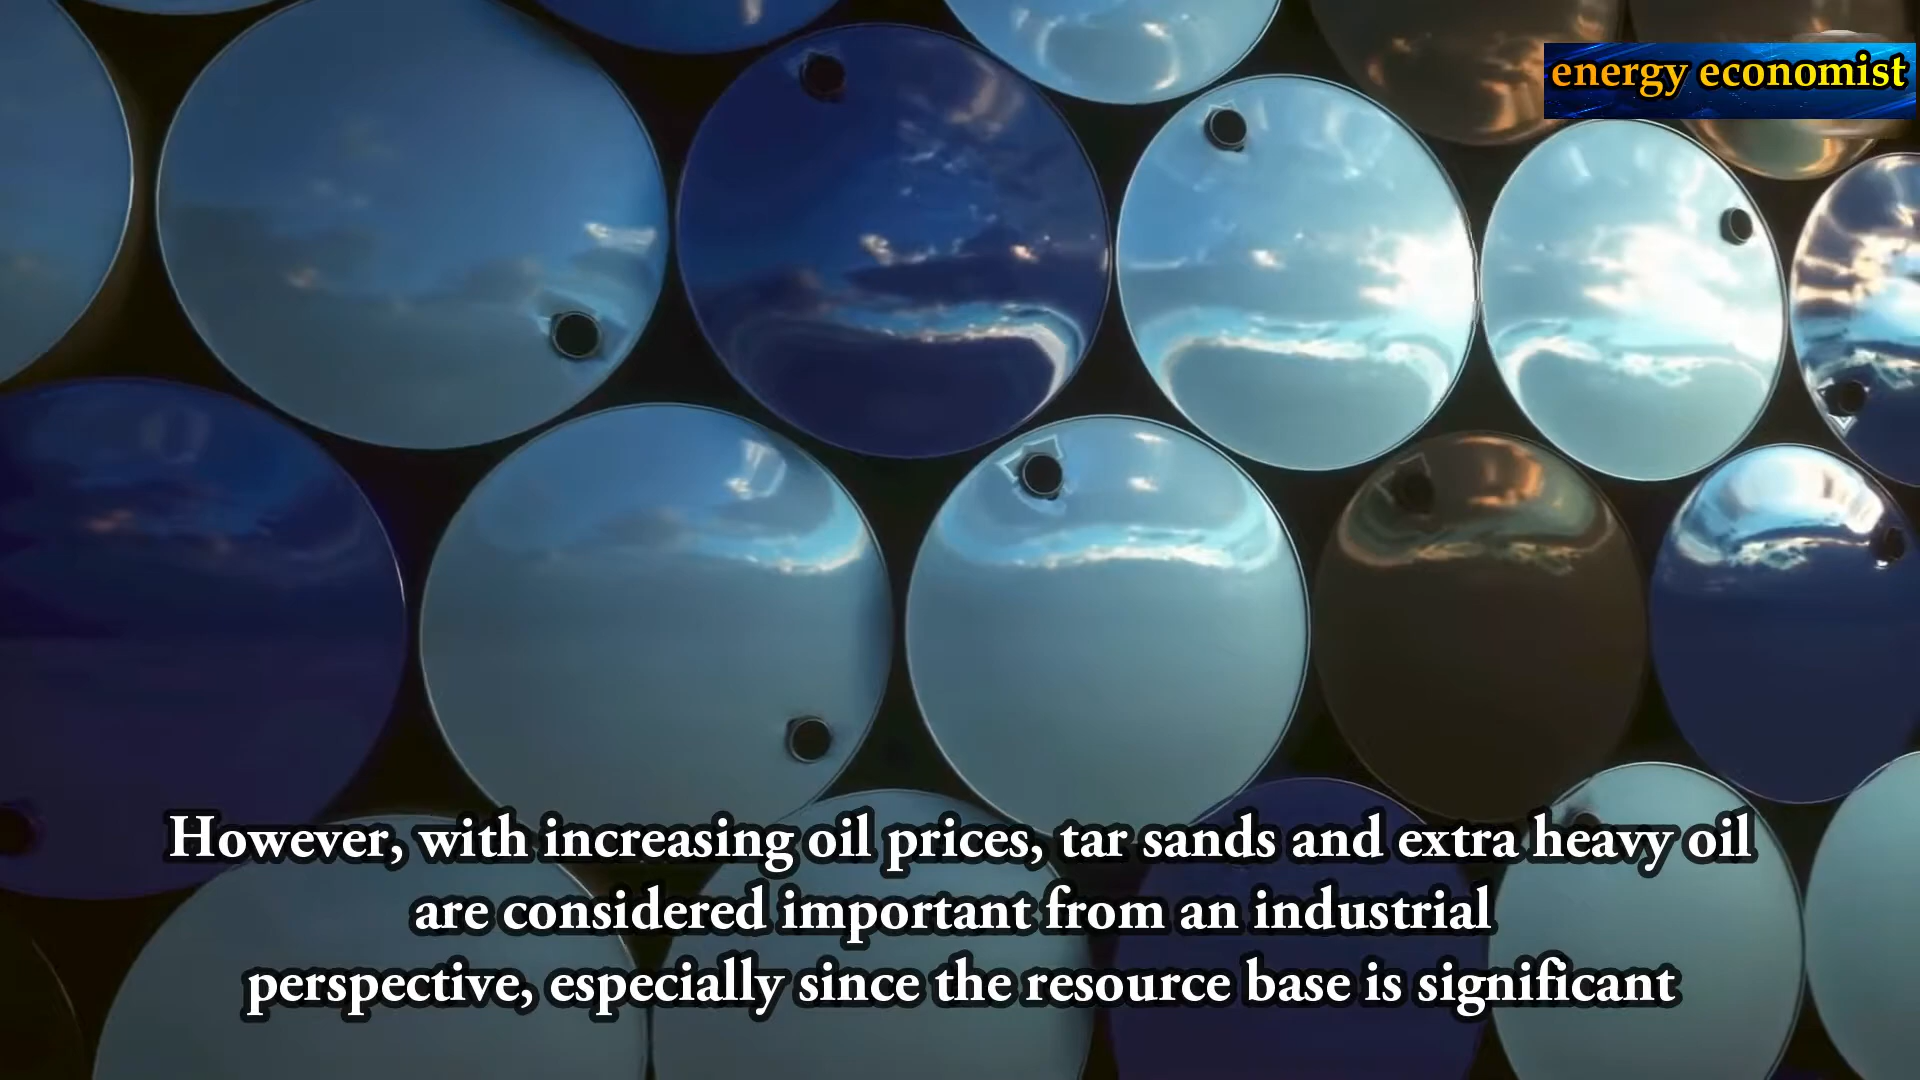 energy economist
However, with increasing oil prices, tar sands and extra heavy oil
are considered important from an industrial
perspective, especially since the resource base is significant